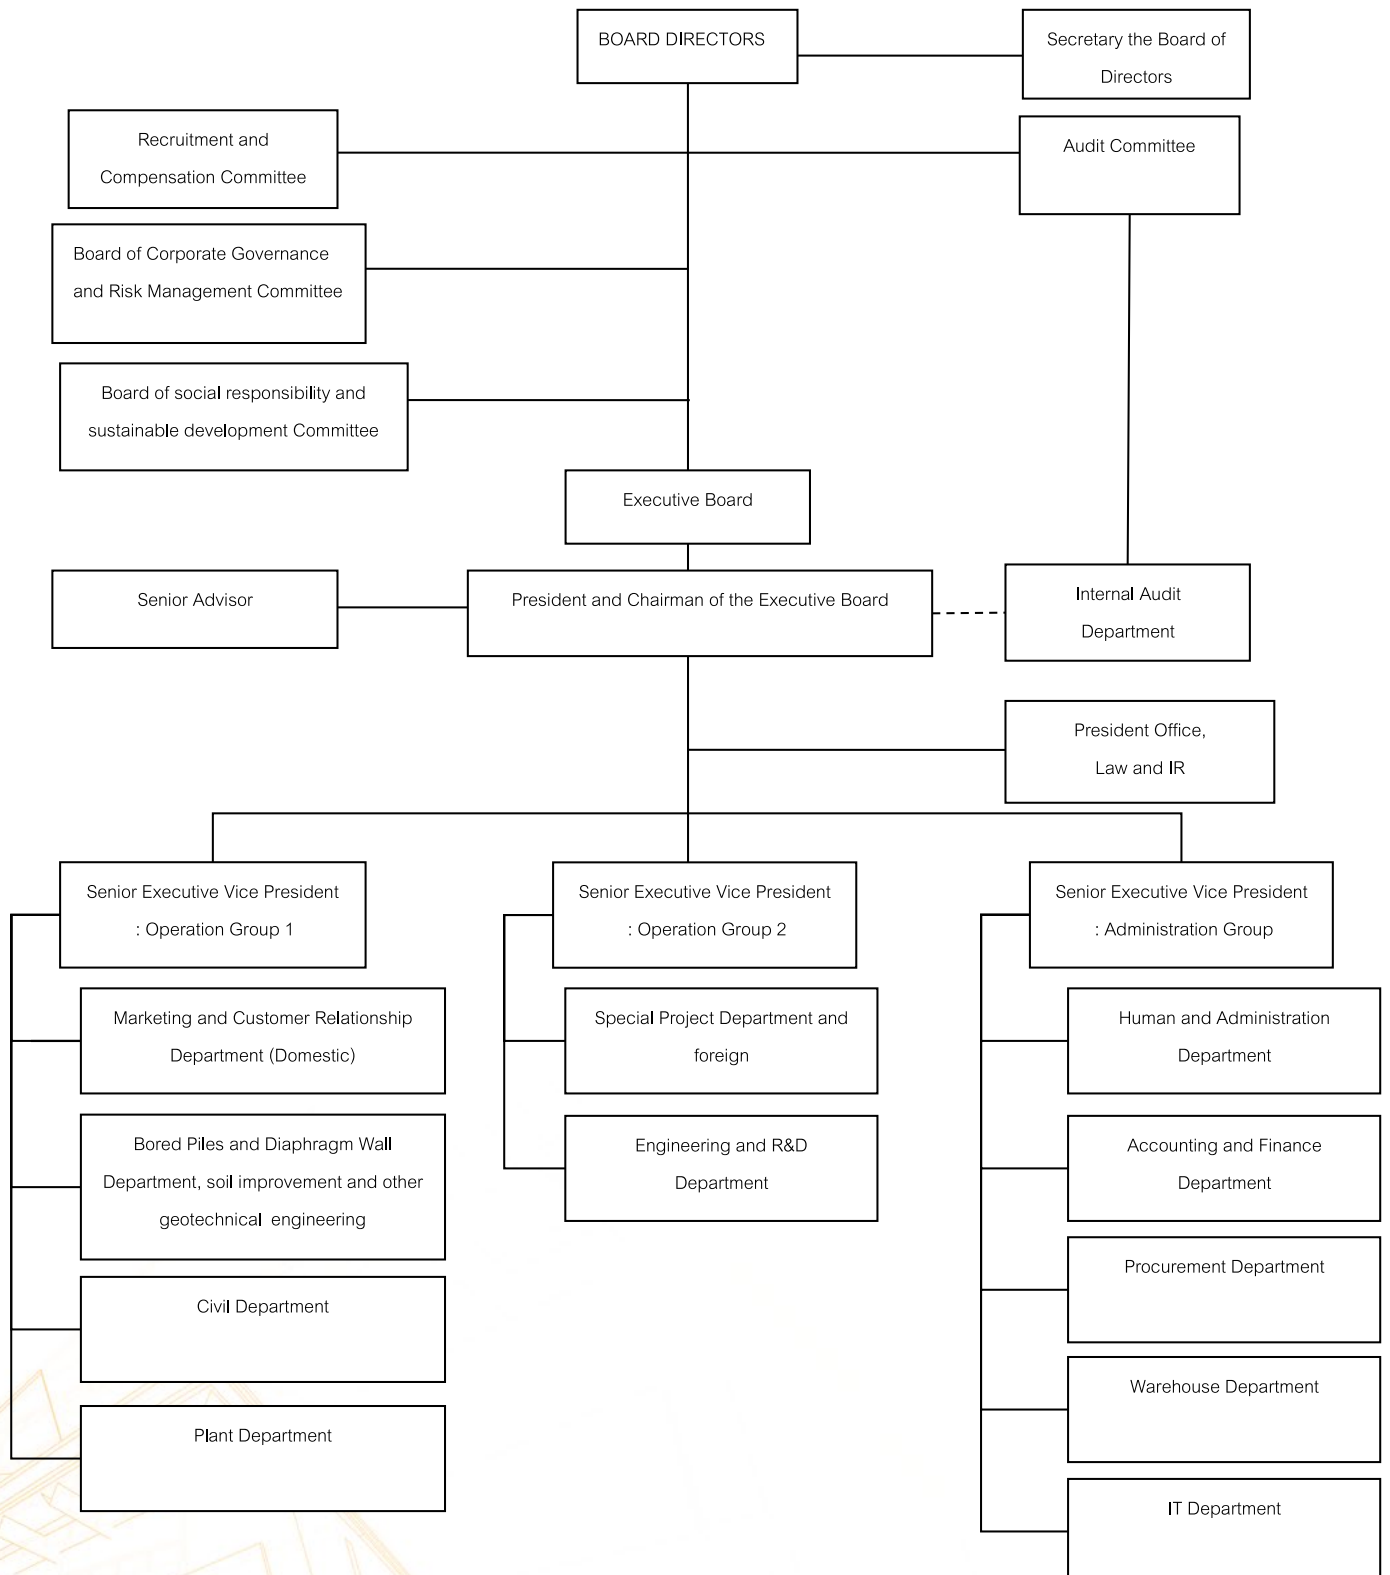 BOARD DIRECTORS
Secretary the Board of
Directors
Recruitment and
Compensation Committee
Audit Committee
Board of Corporate Governance
and Risk Management Committee
Board of social responsibility and
sustainable development Committee
Executive Board
Senior Advisor
President and Chairman of the Executive Board
Internal Audit
Department
President Office,
Law and IR
Senior Executive Vice President
: Operation Group 1
Senior Executive Vice President
: Operation Group 2
Senior Executive Vice President
: Administration Group
Marketing and Customer Relationship
Department (Domestic)
Special Project Department and
foreign
Human and Administration
Department
Bored Piles and Diaphragm Wall
Department, soil improvement and other
geotechnical engineering
Engineering and R&D
Department
Accounting and Finance
Department
Civil Department
Procurement Department
Plant Department
Warehouse Department
IT Department